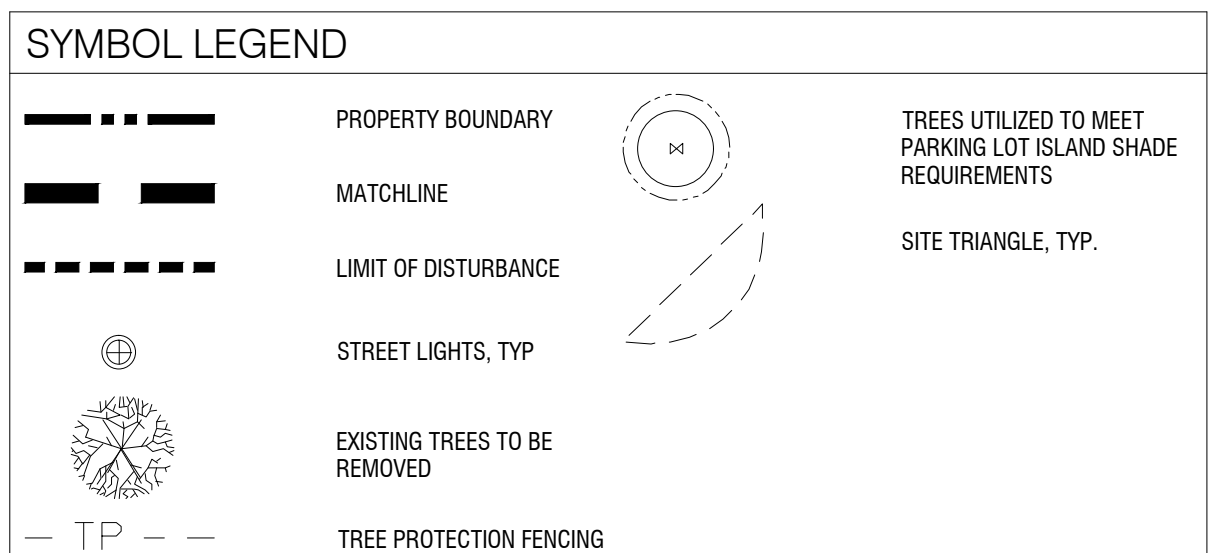 SYMBOL LEGEND
PROPERTY BOUNDARY
MATCHLINE
LIMIT OF DISTURBANCE
STREET LIGHTS, TYP
EXISTING TREES TO BE
REMOVED
TP
TREE PROTECTION FENCING
TREES UTILIZED TO MEET
PARKING LOT ISLAND SHADE
REQUIREMENTS
SITE TRIANGLE, TYP.